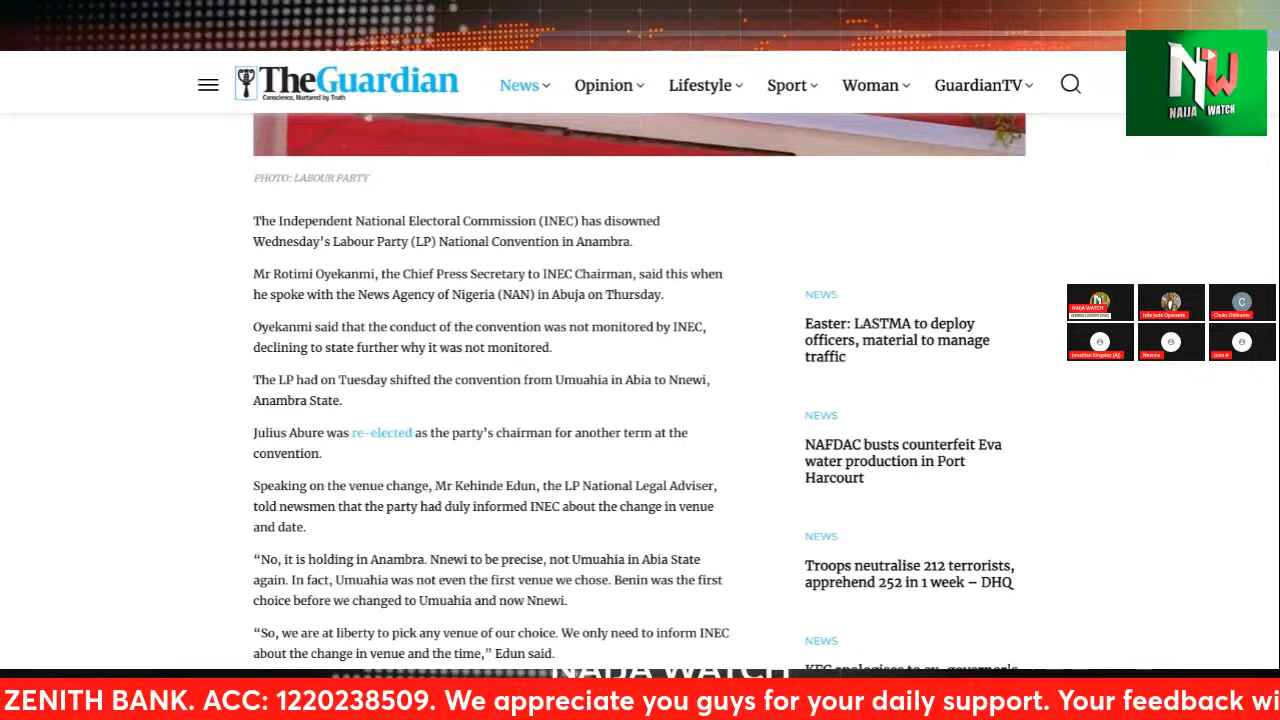 TheGuardian
Conscience, Nurtured by Truth
News
Opinion
Lifestyle
Sport
Woman
GuardianTV
NW
NAIJA WATCH
PHOTO: LABOUR PARTY
The Independent National Electoral Commission (INEC) has disowned
Wednesday’s Labour Party (LP) National Convention in Anambra.
Mr Rotimi Oyekanmi, the Chief Press Secretary to INEC Chairman, said this when
he spoke with the News Agency of Nigeria (NAN) in Abuja on Thursday.
Oyekanmi said that the conduct of the convention was not monitored by INEC,
declining to state further why it was not monitored.
The LP had on Tuesday shifted the convention from Umuahia in Abia to Nnewi,
Anambra State.
Julius Abure was re-elected as the party’s chairman for another term at the
convention.
Speaking on the venue change, Mr Kehinde Edun, the LP National Legal Adviser,
told newsmen that the party had duly informed INEC about the change in venue
and date.
“No, it is holding in Anambra. Nnewi to be precise, not Umuahia in Abia State
again. In fact, Umuahia was not even the first venue we chose. Benin was the first
choice before we changed to Umuahia and now Nnewi.
“So, we are at liberty to pick any venue of our choice. We only need to inform INEC
about the change in venue and the time,” Edun said.
NEWS
Easter: LASTMA to deploy
officers, material to manage
traffic
NEWS
NAFDAC busts counterfeit Eva
water production in Port
Harcourt
NEWS
Troops neutralise 212 terrorists,
apprehend 252 in 1 week – DHQ
NEWS
KFC apologises to ex-governor's
NAIJA WATCH
C
Jonathan Kingsley (AJ)
NAIJA WATCH
ZENITH BANK. ACC: 1220238509. We appreciate you guys for your daily support. Your feedback wi